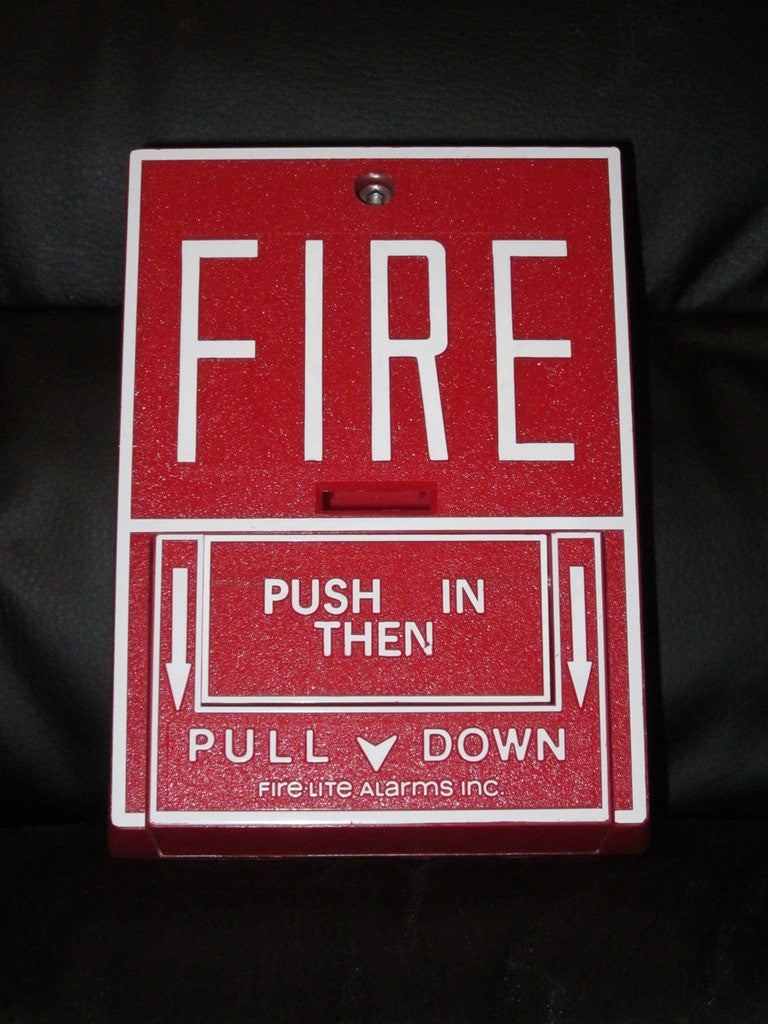 FIRE
PUSH IN
THEN
PULL DOWN
Fire Lite Alarms inc.